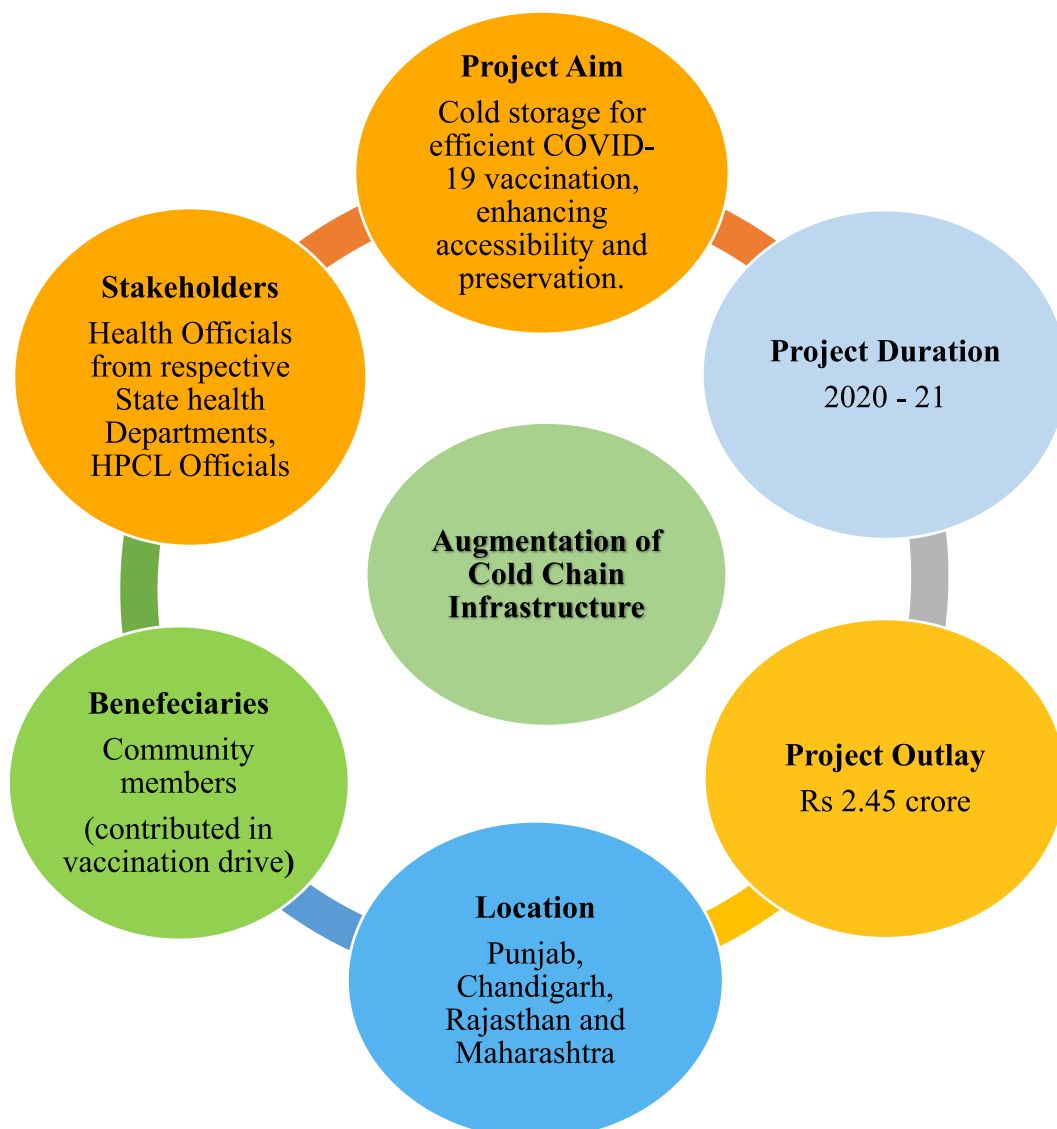 Project Aim
Cold storage for
efficient COVID-
19 vaccination,
enhancing
accessibility and
preservation.
Project Duration
2020 - 21
Project Outlay
Rs 2.45 crore
Location
Punjab,
Chandigarh,
Rajasthan and
Maharashtra
Benefeciaries
Community
members
(contributed in
vaccination drive)
Stakeholders
Health Officials
from respective
State health
Departments,
HPCL Officials
Augmentation of
Cold Chain
Infrastructure